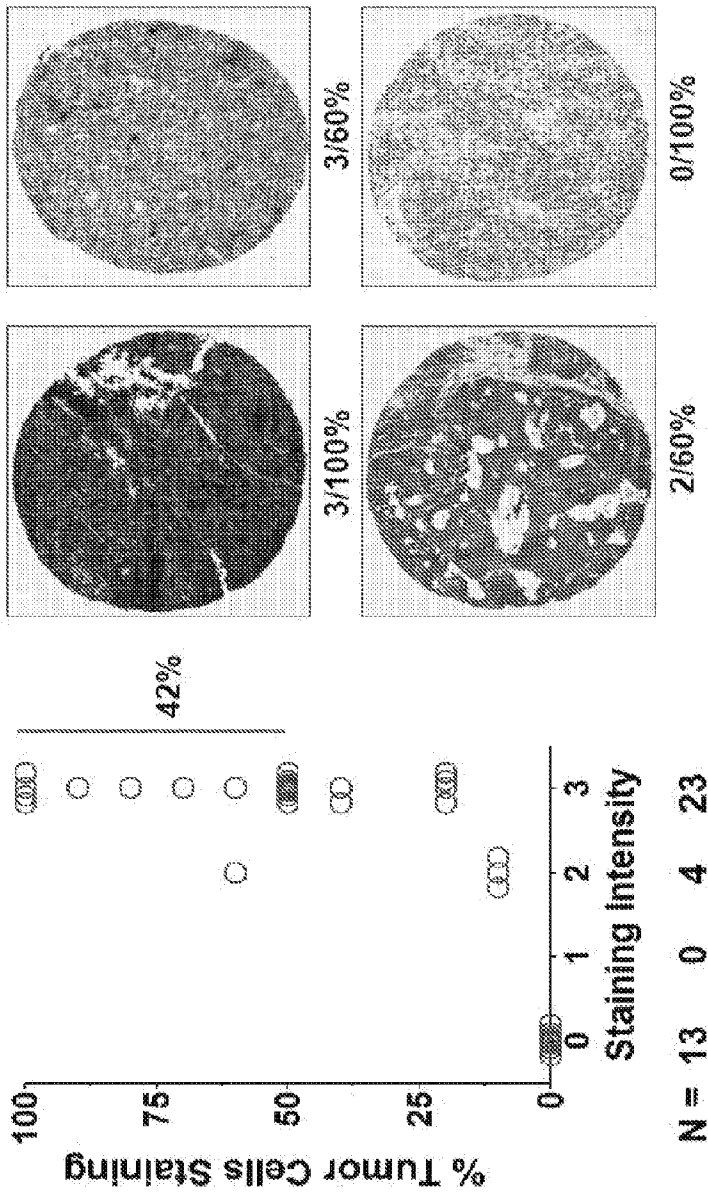 % Tumor Cells Staining
100
75
50
25
0
42%
0 1 2 3
Staining Intensity
N = 13 0 4 23
3/100%
3/60%
2/60%
0/100%